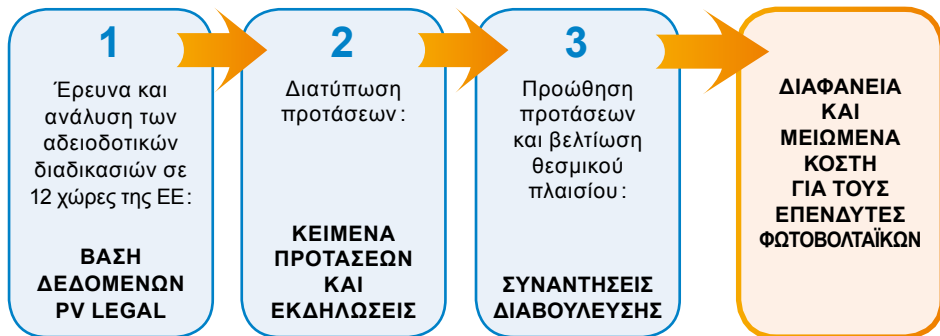 1
Έρευνα και
ανάλυση των
αδειοδοτικών
διαδικασιών σε
12 χώρες της ΕΕ:
ΒΑΣΗ
ΔΕΔΟΜΕΝΩΝ
PV LEGAL
2
Διατύπωση
προτάσεων:
ΚΕΙΜΕΝΑ
ΠΡΟΤΑΣΕΩΝ
ΚΑΙ
ΕΚΔΗΛΩΣΕΙΣ
3
Προώθηση
προτάσεων
και βελτίωση
θεσμικού
πλαισίου:
ΣΥΝΑΝΤΗΣΕΙΣ
ΔΙΑΒΟΥΛΕΥΣΗΣ
ΔΙΑΦΑΝΕΙΑ
ΚΑΙ
ΜΕΙΩΜΕΝΑ
ΚΟΣΤΗ
ΓΙΑ ΤΟΥΣ
ΕΠΕΝΔΥΤΕΣ
ΦΩΤΟΒΟΛΤΑΪΚΩΝ